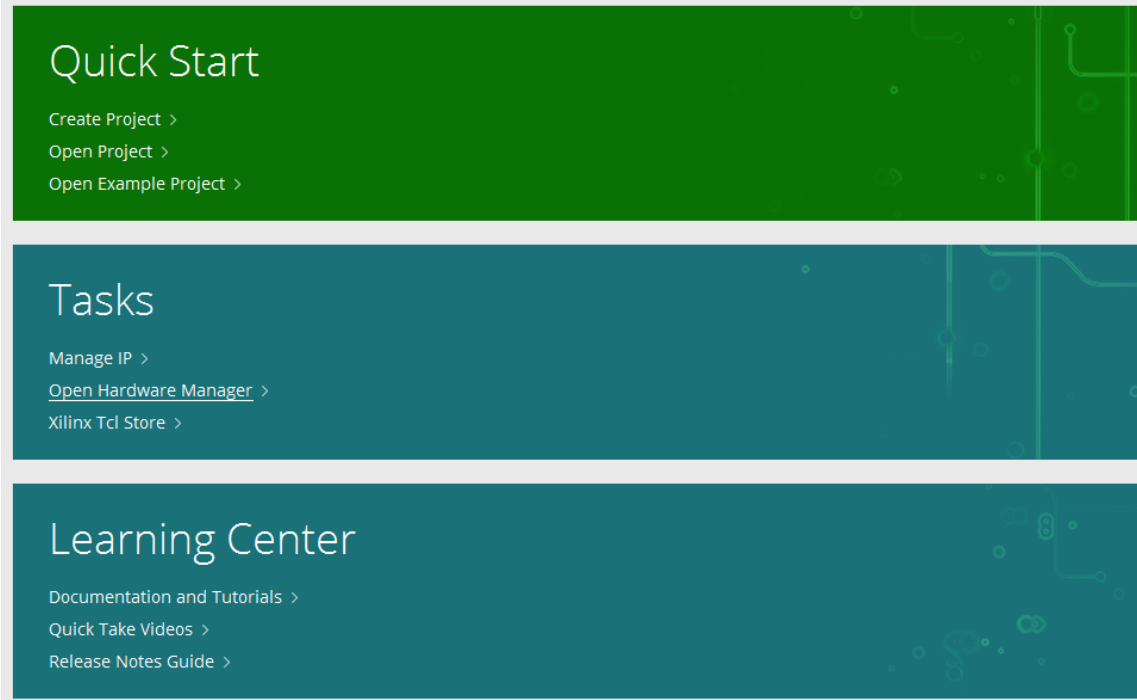 Quick Start
Create Project >
Open Project >
Open Example Project >
Tasks
Manage IP >
Open Hardware Manager >
Xilinx Tcl Store >
Learning Center
Documentation and Tutorials >
Quick Take Videos >
Release Notes Guide >